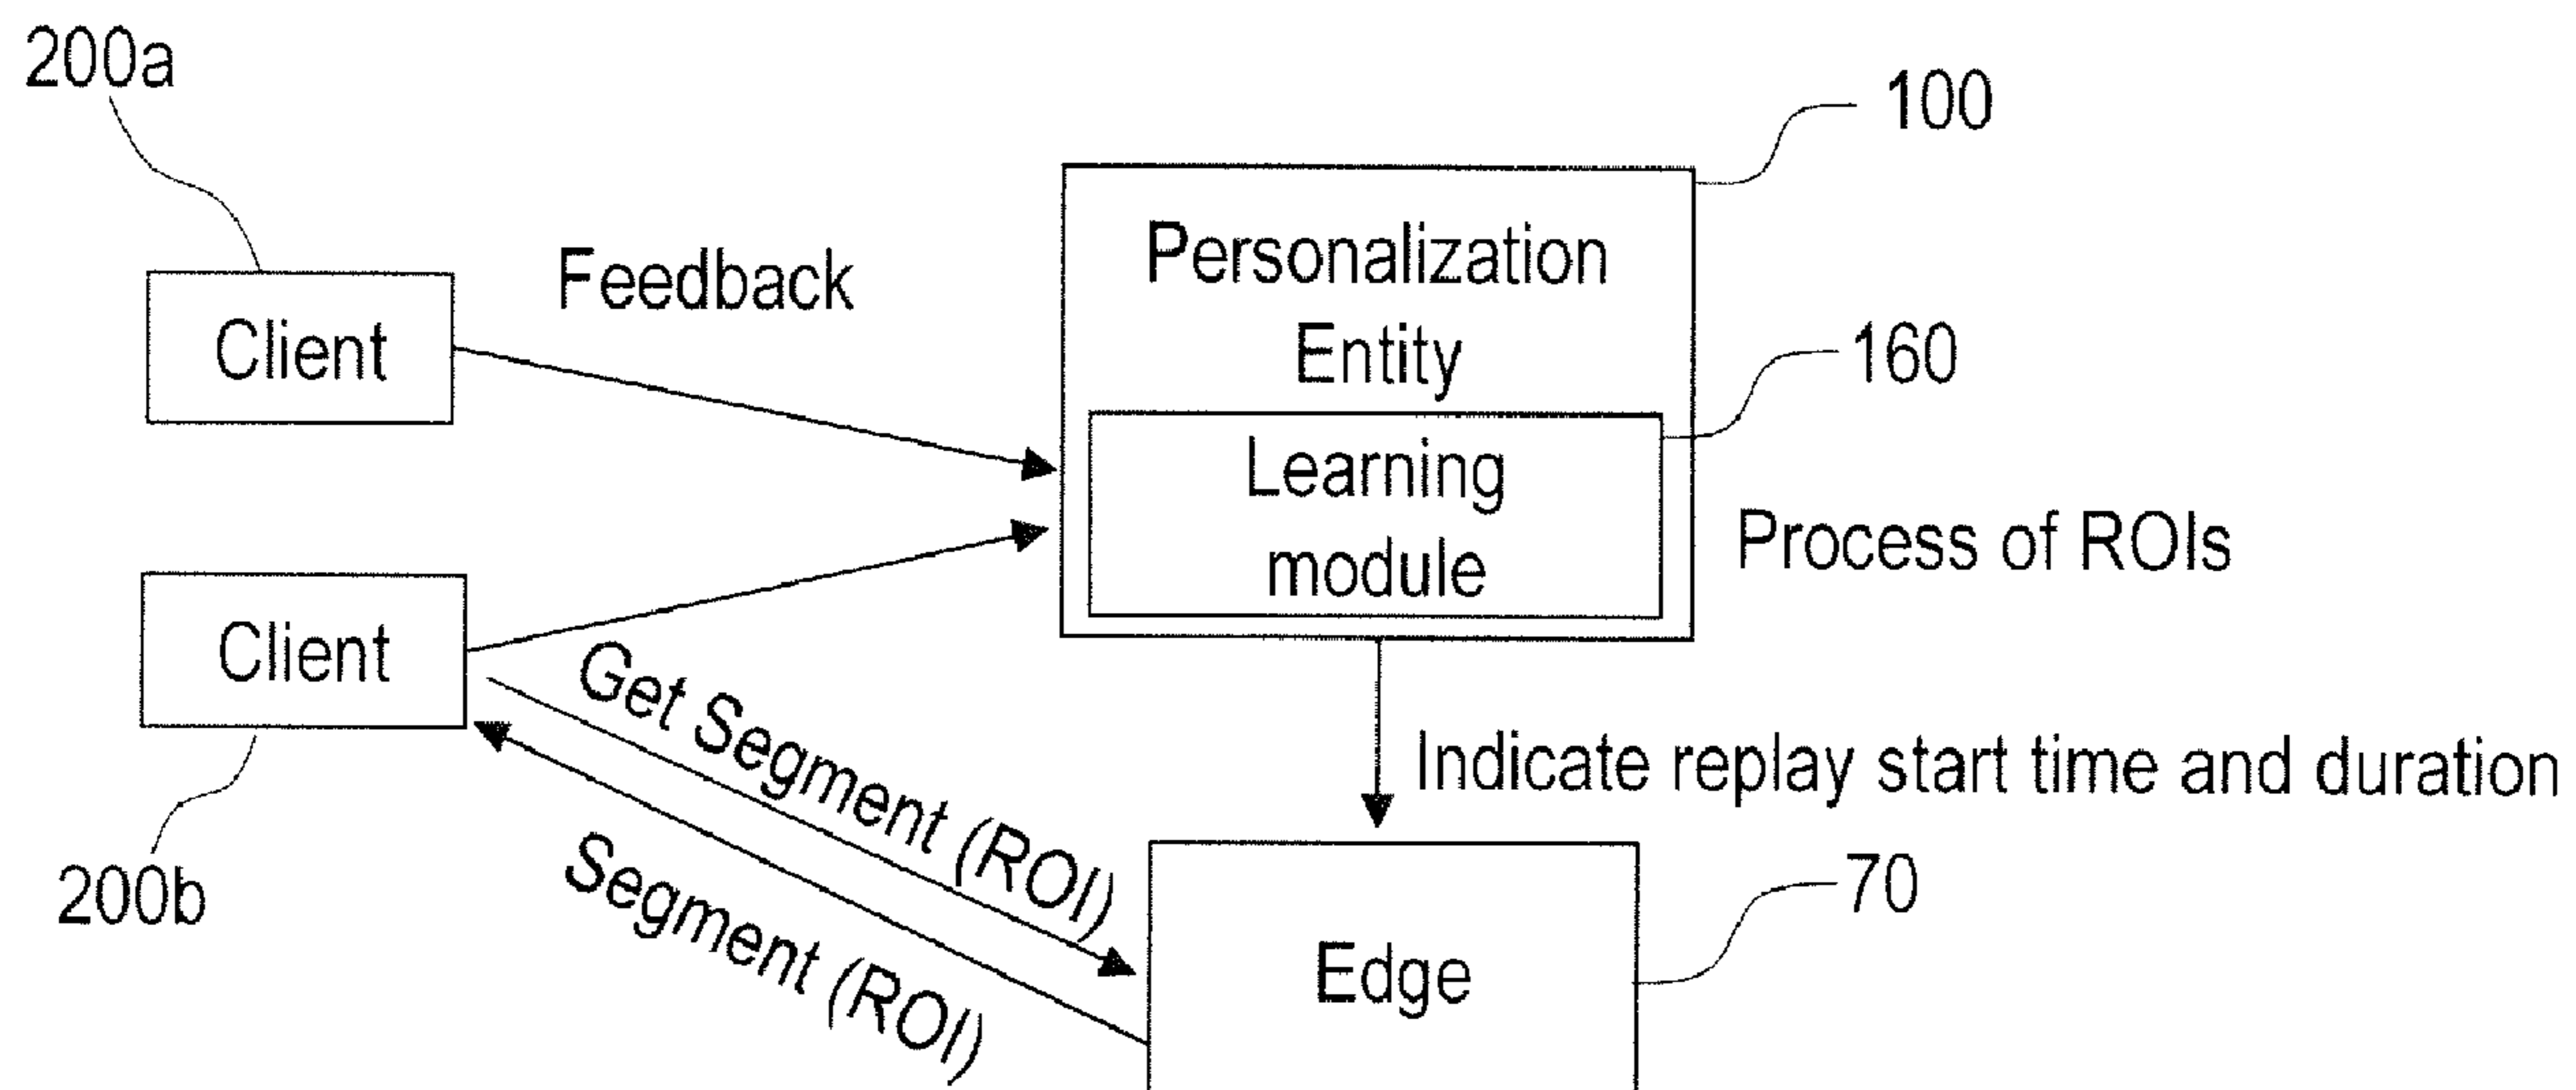 200a
100
Feedback
Personalization
Entity
Client
160
Learning
module
Process of ROIs
Client
Get Segment (ROI)
Indicate replay start time and duration
Segment (ROI)
200b
70
Edge